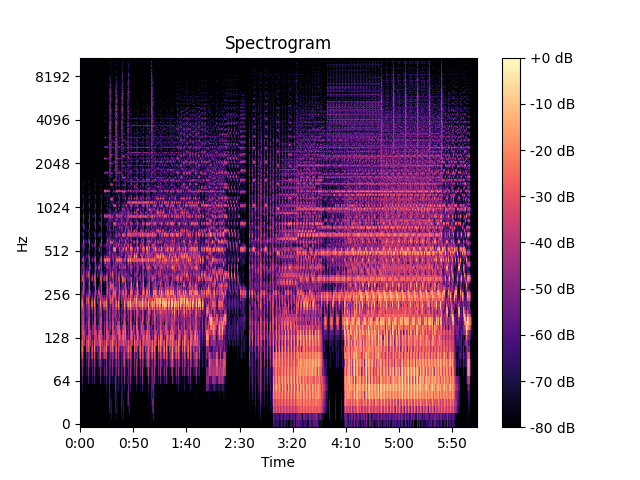 Spectrogram
Hz
8192
4096
2048
1024
512
256
128
64
0
0:00 0:50 1:40 2:30 3:20 4:10 5:00 5:50
Time
+0 dB
-10 dB
-20 dB
-30 dB
-40 dB
-50 dB
-60 dB
-70 dB
-80 dB